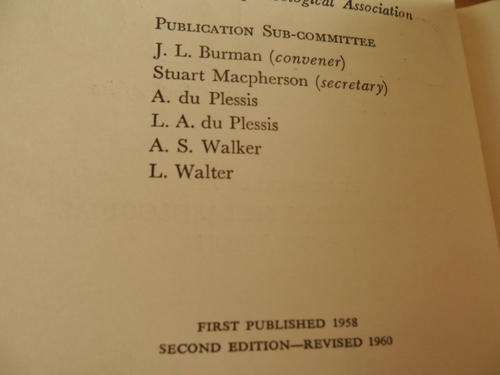 Association
PUBLICATION SUB-COMMITTEE
J. L. Burman (convener)
Stuart Macpherson (secretary)
A. du Plessis
L. A. du Plessis
A. S. Walker
L. Walter
FIRST PUBLISHED 1958
SECOND EDITION—REVISED 1960